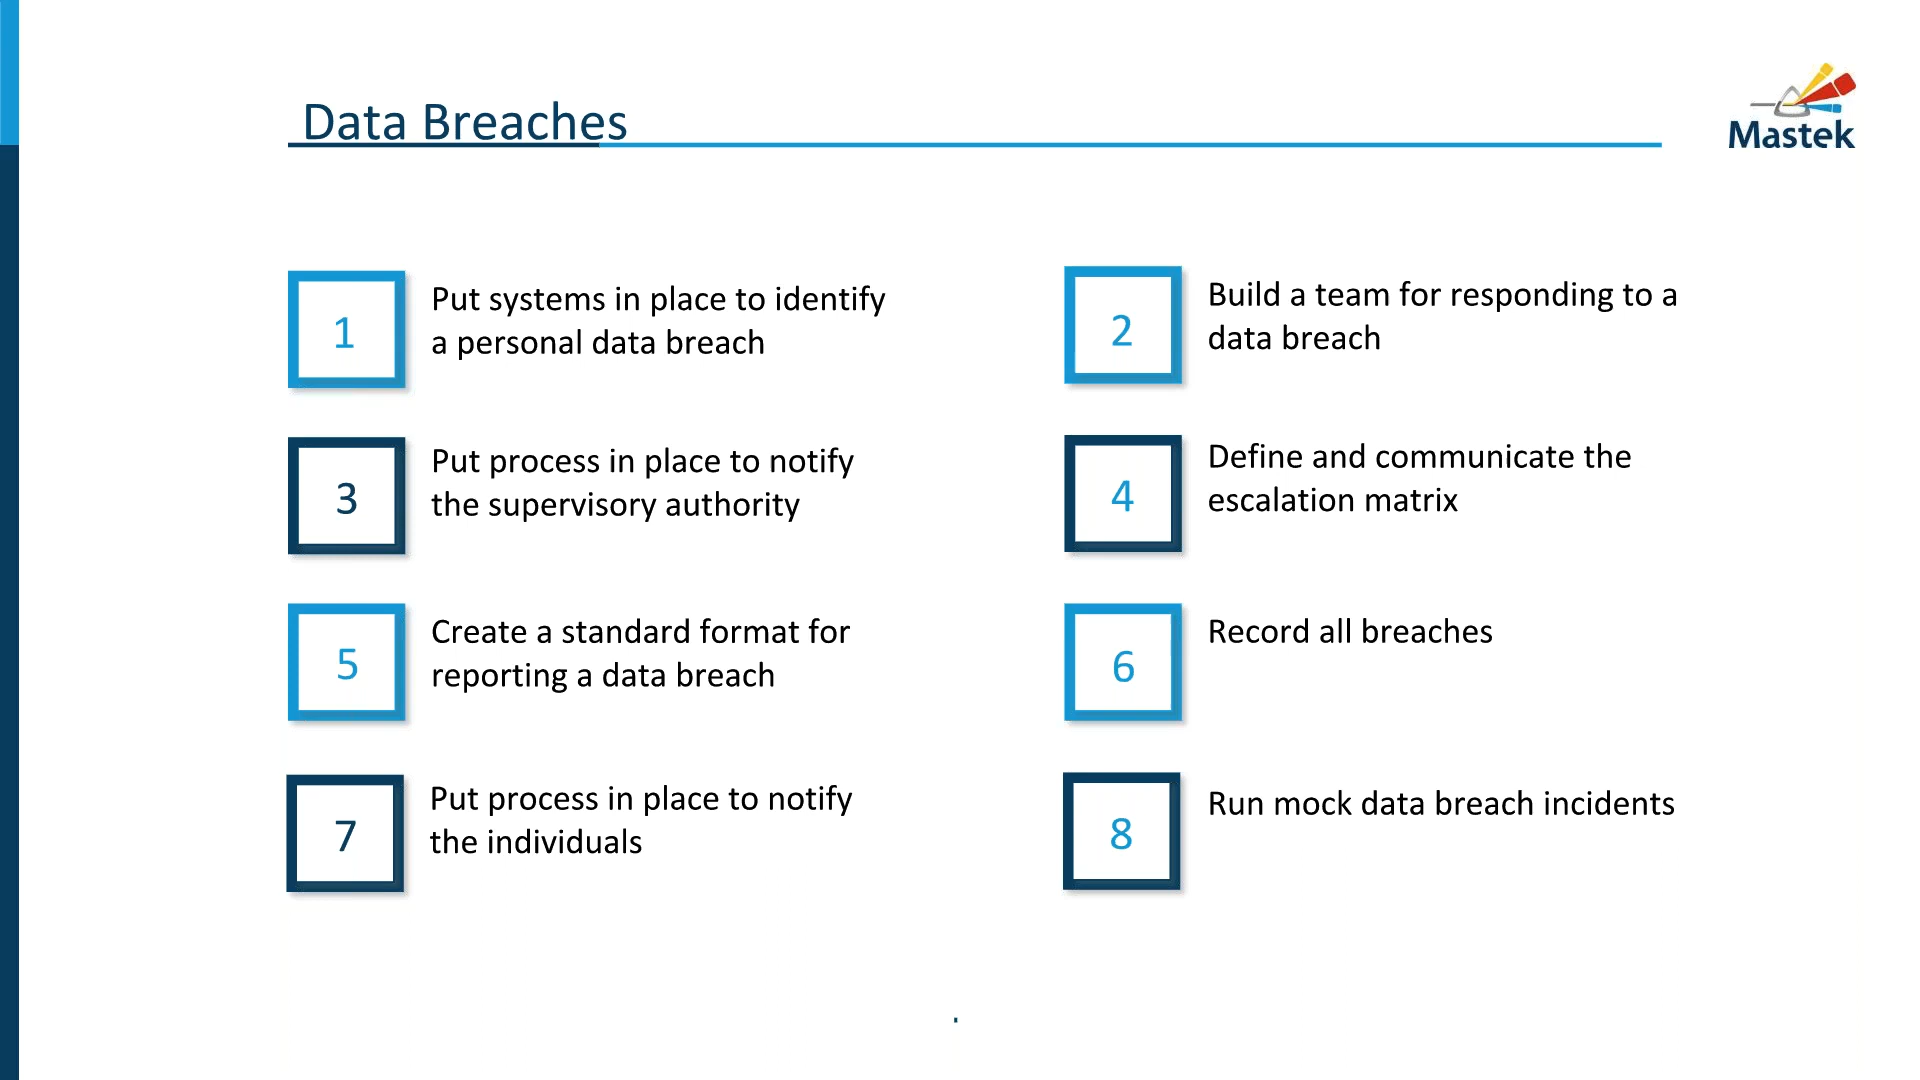 Data Breaches
Mastek
1
Put systems in place to identify
a personal data breach
2
Build a team for responding to a
data breach
3
Put process in place to notify
the supervisory authority
4
Define and communicate the
escalation matrix
5
Create a standard format for
reporting a data breach
6
Record all breaches
7
Put process in place to notify
the individuals
8
Run mock data breach incidents